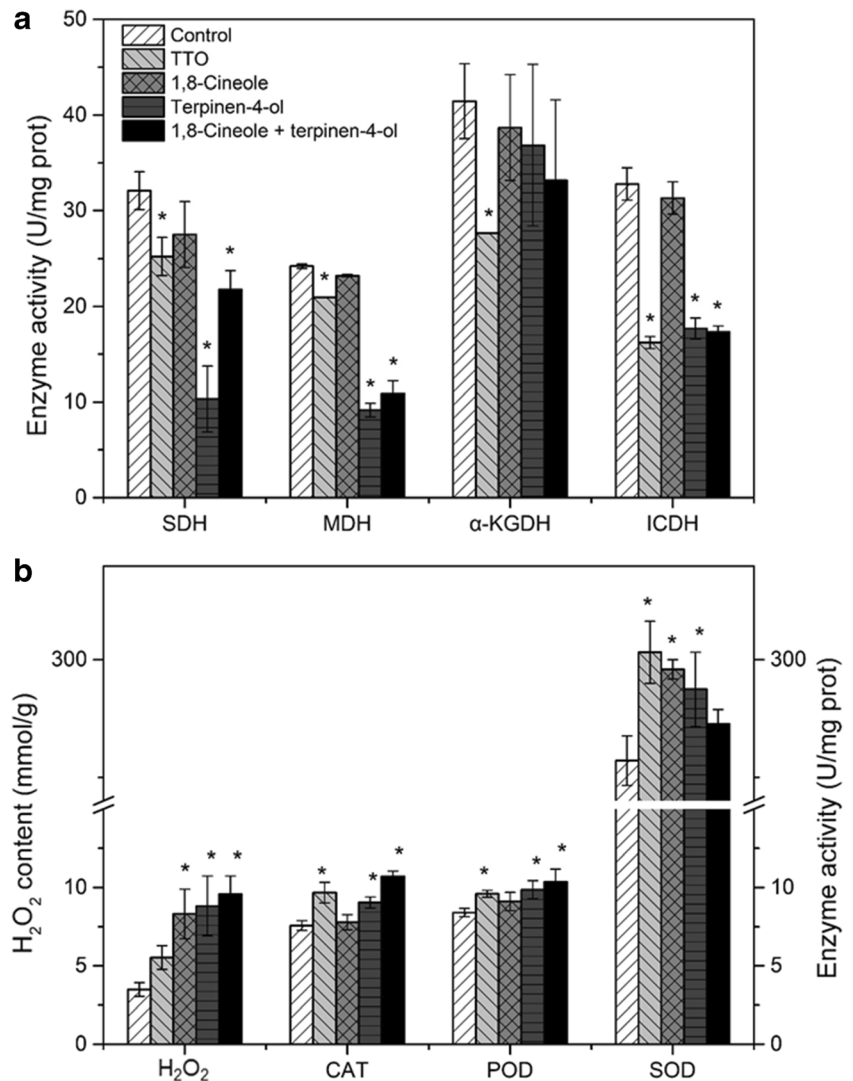 a
50
40
30
20
10
0
Enzyme activity (U/mg prot)
Control
TTO
1,8-Cineole
Terpinen-4-ol
1,8-Cineole + terpinen-4-ol
* * * * * * * * * *
SDH MDH α-KGDH ICDH
b
300
10
5
0
H₂O₂ content (mmol/g)
300
10
5
0
Enzyme activity (U/mg prot)
* * * * * * * * * * * *
H₂O₂ CAT POD SOD